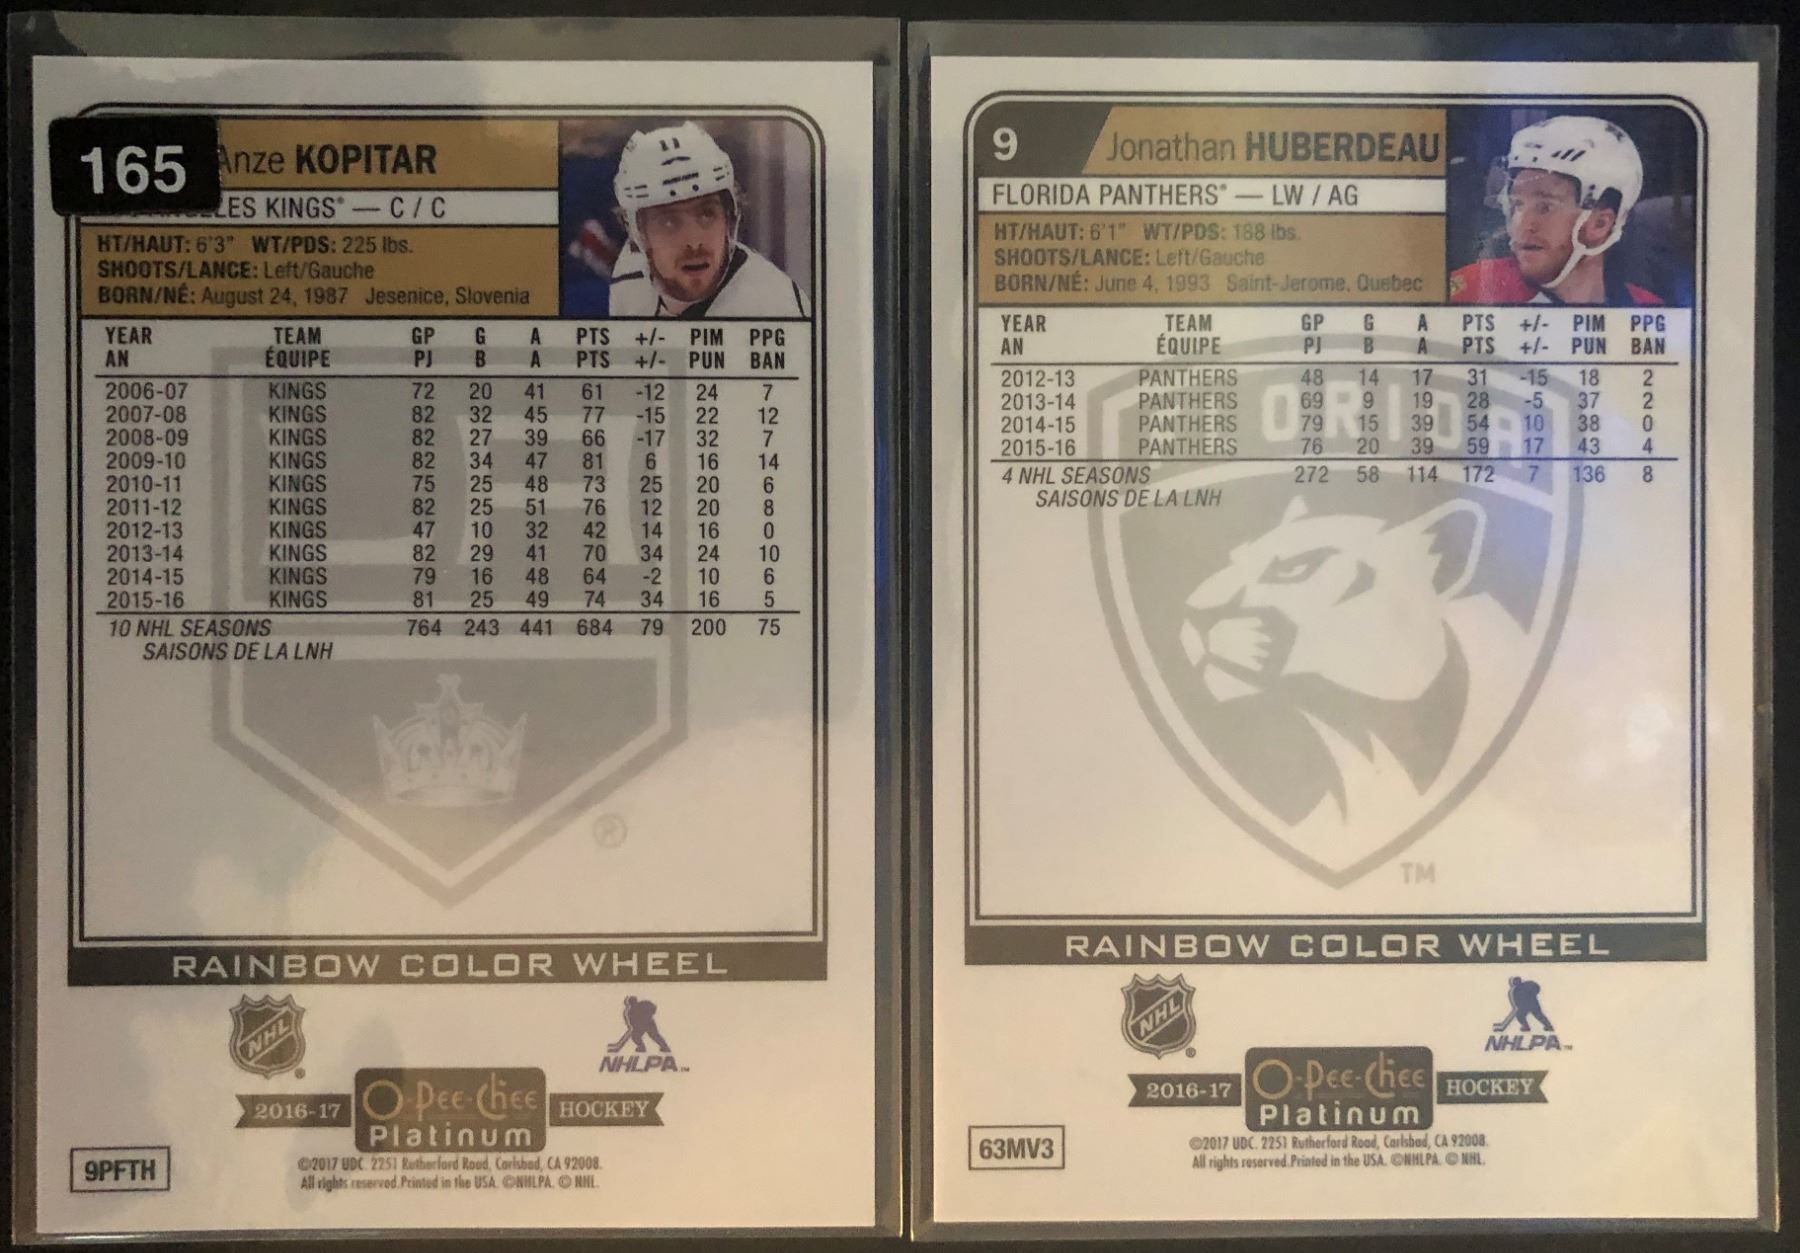 165
Anze KOPITAR
LES KINGS® — C / C
HT/HAUT: 6'3" WT/PDS: 225 lbs.
SHOOTS/LANCE: Left/Gauche
BORN/NÉ: August 24, 1987 Jesenice, Slovenia
YEAR TEAM GP G A PTS +/- PIM PPG
AN ÉQUIPE PJ B A PTS +/- PUN BAN
2006-07 KINGS 72 20 41 61 -12 24 7
2007-08 KINGS 82 32 45 77 -15 22 12
2008-09 KINGS 82 27 39 66 -17 32 7
2009-10 KINGS 82 34 47 81 6 16 14
2010-11 KINGS 75 25 48 73 25 20 6
2011-12 KINGS 82 25 51 76 12 20 8
2012-13 KINGS 47 10 32 42 14 16 0
2013-14 KINGS 82 29 41 70 34 24 10
2014-15 KINGS 79 16 48 64 -2 10 6
2015-16 KINGS 81 25 49 74 34 16 5
10 NHL SEASONS 764 243 441 684 79 200 75
SAISONS DE LA LNH
®
RAINBOW COLOR WHEEL
NHL ®
NHLPA™
2016-17 O-Pee-Chee HOCKEY
Platinum
9PFTH
©2017 UDC. 2251 Rutherford Road, Carlsbad, CA 92008.
All rights reserved. Printed in the USA. ©NHLPA. © NHL.
9
Jonathan HUBERDEAU
FLORIDA PANTHERS® — LW / AG
HT/HAUT: 6'1" WT/PDS: 188 lbs.
SHOOTS/LANCE: Left/Gauche
BORN/NÉ: June 4, 1993 Saint-Jerome, Quebec
YEAR TEAM GP G A PTS +/- PIM PPG
AN ÉQUIPE PJ B A PTS +/- PUN BAN
2012-13 PANTHERS 48 14 17 31 -15 18 2
2013-14 PANTHERS 69 9 19 28 -5 37 2
2014-15 PANTHERS 79 15 39 54 10 38 0
2015-16 PANTHERS 76 20 39 59 17 43 4
4 NHL SEASONS 272 58 114 172 7 136 8
SAISONS DE LA LNH
TM
RAINBOW COLOR WHEEL
NHL ®
NHLPA™
2016-17 O-Pee-Chee HOCKEY
Platinum
63MV3
©2017 UDC. 2251 Rutherford Road, Carlsbad, CA 92008.
All rights reserved. Printed in the USA. ©NHLPA. © NHL.